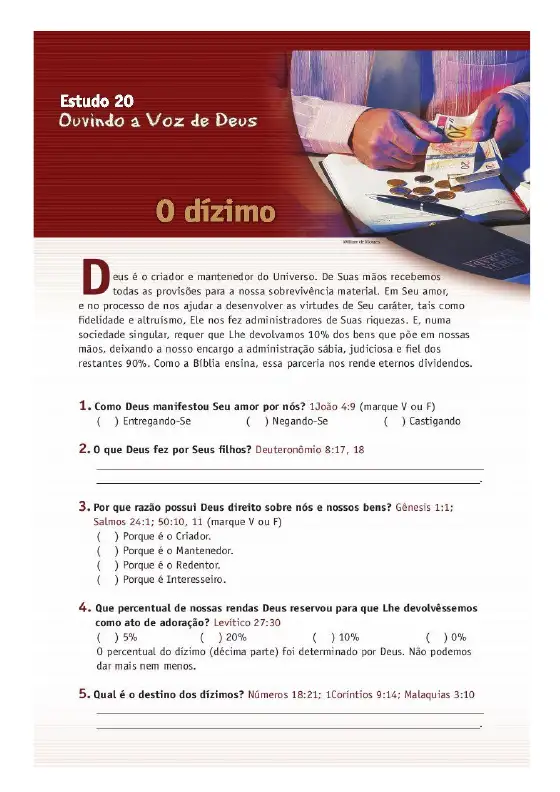 Estudo 20
Ouvindo a Voz de Deus
O dízimo
Deus é o criador e mantenedor do Universo. De Suas mãos recebemos
todas as provisões para a nossa sobrevivência material. Em Seu amor,
e no processo de nos ajudar a desenvolver as virtudes de Seu caráter, tais como
fidelidade e altruísmo, Ele nos fez administradores de Suas riquezas. E, numa
sociedade singular, requer que Lhe devolvamos 10% dos bens que põe em nossas
mãos, deixando a nosso encargo a administração sábia, judiciosa e fiel dos
restantes 90%. Como a Bíblia ensina, essa parceria nos rende eternos dividendos.
1. Como Deus manifestou Seu amor por nós? 1João 4:9 (marque V ou F)
( ) Entregando-Se ( ) Negando-Se ( ) Castigando
2. O que Deus fez por Seus filhos? Deuteronômio 8:17, 18
3. Por que razão possui Deus direito sobre nós e nossos bens? Gênesis 1:1;
Salmos 24:1; 50:10, 11 (marque V ou F)
( ) Porque é o Criador.
( ) Porque é o Mantenedor.
( ) Porque é o Redentor.
( ) Porque é Interesseiro.
4. Que percentual de nossas rendas Deus reservou para que Lhe devolvêssemos
como ato de adoração? Levítico 27:30
( ) 5% ( ) 20% ( ) 10% ( ) 0%
O percentual do dízimo (décima parte) foi determinado por Deus. Não podemos
dar mais nem menos.
5. Qual é o destino dos dízimos? Números 18:21; 1Coríntios 9:14; Malaquias 3:10